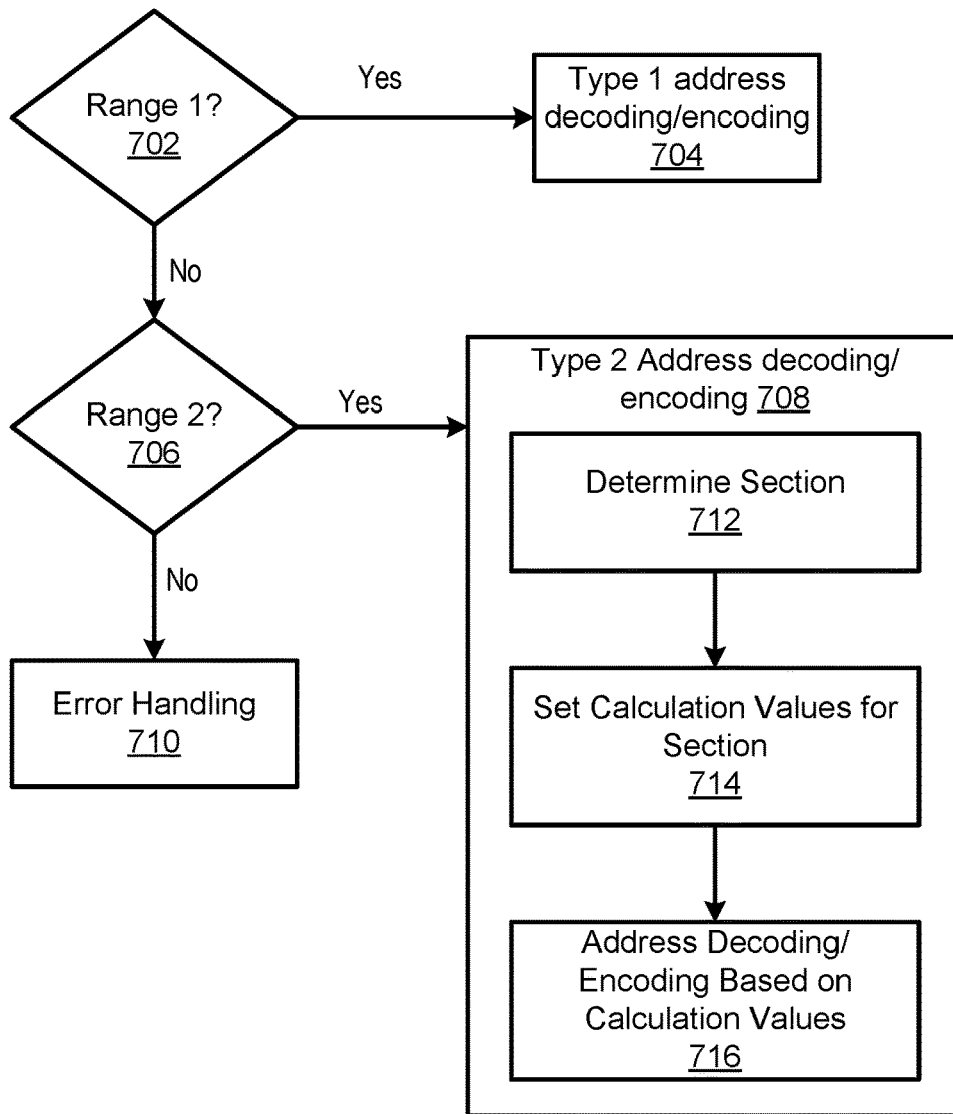 Range 1?
702
Yes
Type 1 address
decoding/encoding
704
No
Range 2?
706
Yes
Type 2 Address decoding/
encoding 708
Determine Section
712
No
Error Handling
710
Set Calculation Values for
Section
714
Address Decoding/
Encoding Based on
Calculation Values
716